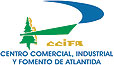 CCIFA
CENTRO COMERCIAL, INDUSTRIAL
Y FOMENTO DE ATLANTIDA